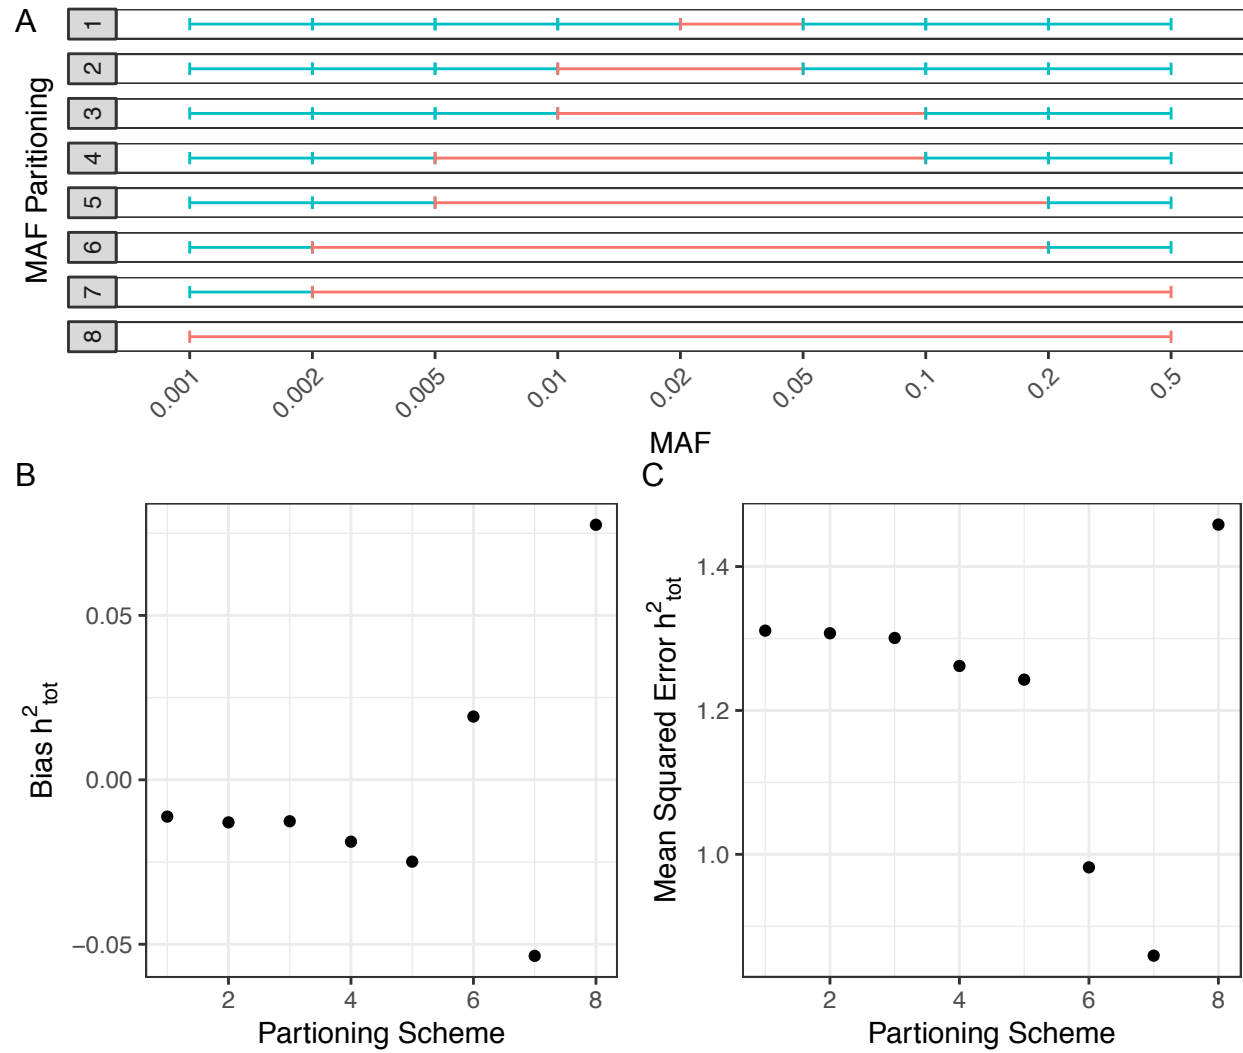 A
MAF Paritioning
1
2
3
4
5
6
7
8
0.001 0.002 0.005 0.01 0.02 0.05 0.1 0.2 0.5
MAF
B
Bias h²tot
0.05
0.00
−0.05
2 4 6 8
Partioning Scheme
C
Mean Squared Error h²tot
1.4
1.2
1.0
2 4 6 8
Partioning Scheme